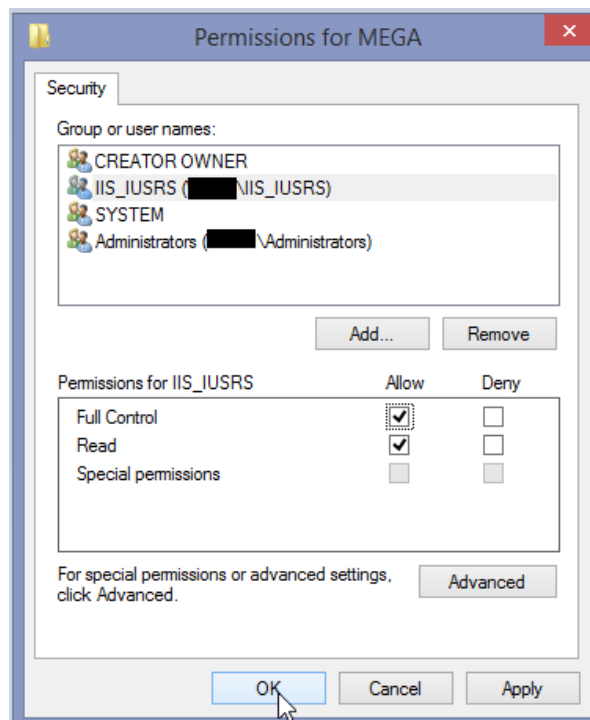 Permissions for MEGA
Security
Group or user names:
CREATOR OWNER
IIS_IUSRS ( \IIS_IUSRS)
SYSTEM
Administrators ( \Administrators)
Add... Remove
Permissions for IIS_IUSRS Allow Deny
Full Control
Read
Special permissions
For special permissions or advanced settings,
click Advanced.
Advanced
OK Cancel Apply